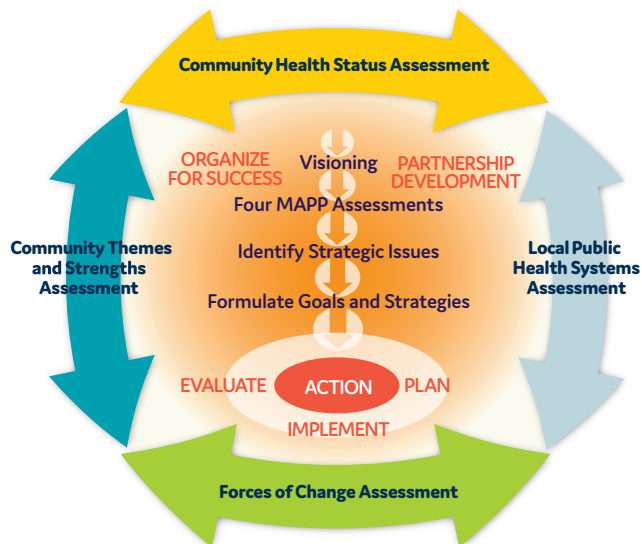 Community Health Status Assessment
ORGANIZE
FOR SUCCESS
Visioning
PARTNERSHIP
DEVELOPMENT
Four MAPP Assessments
Community Themes
and Strengths
Assessment
Identify Strategic Issues
Local Public
Health Systems
Assessment
Formulate Goals and Strategies
EVALUATE
ACTION
PLAN
IMPLEMENT
Forces of Change Assessment